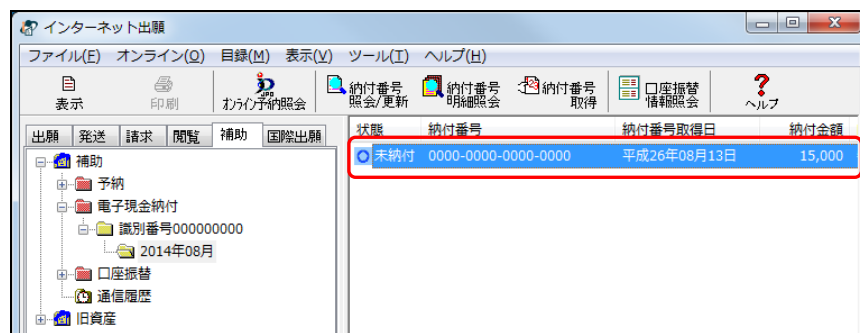 インターネット出願
ファイル(F) オンライン(O) 目録(M) 表示(V) ツール(T) ヘルプ(H)
表示 印刷 オンライン予納照会 納付番号照会/更新 納付番号明細照会 納付番号取得 口座振替情報照会 ヘルプ
出願 発送 請求 閲覧 補助 国際出願
状態 納付番号 納付番号取得日 納付金額
未納付 0000-0000-0000-0000 平成26年08月13日 15,000
補助
予納
電子現金納付
識別番号000000000
2014年08月
口座振替
通信履歴
旧資産